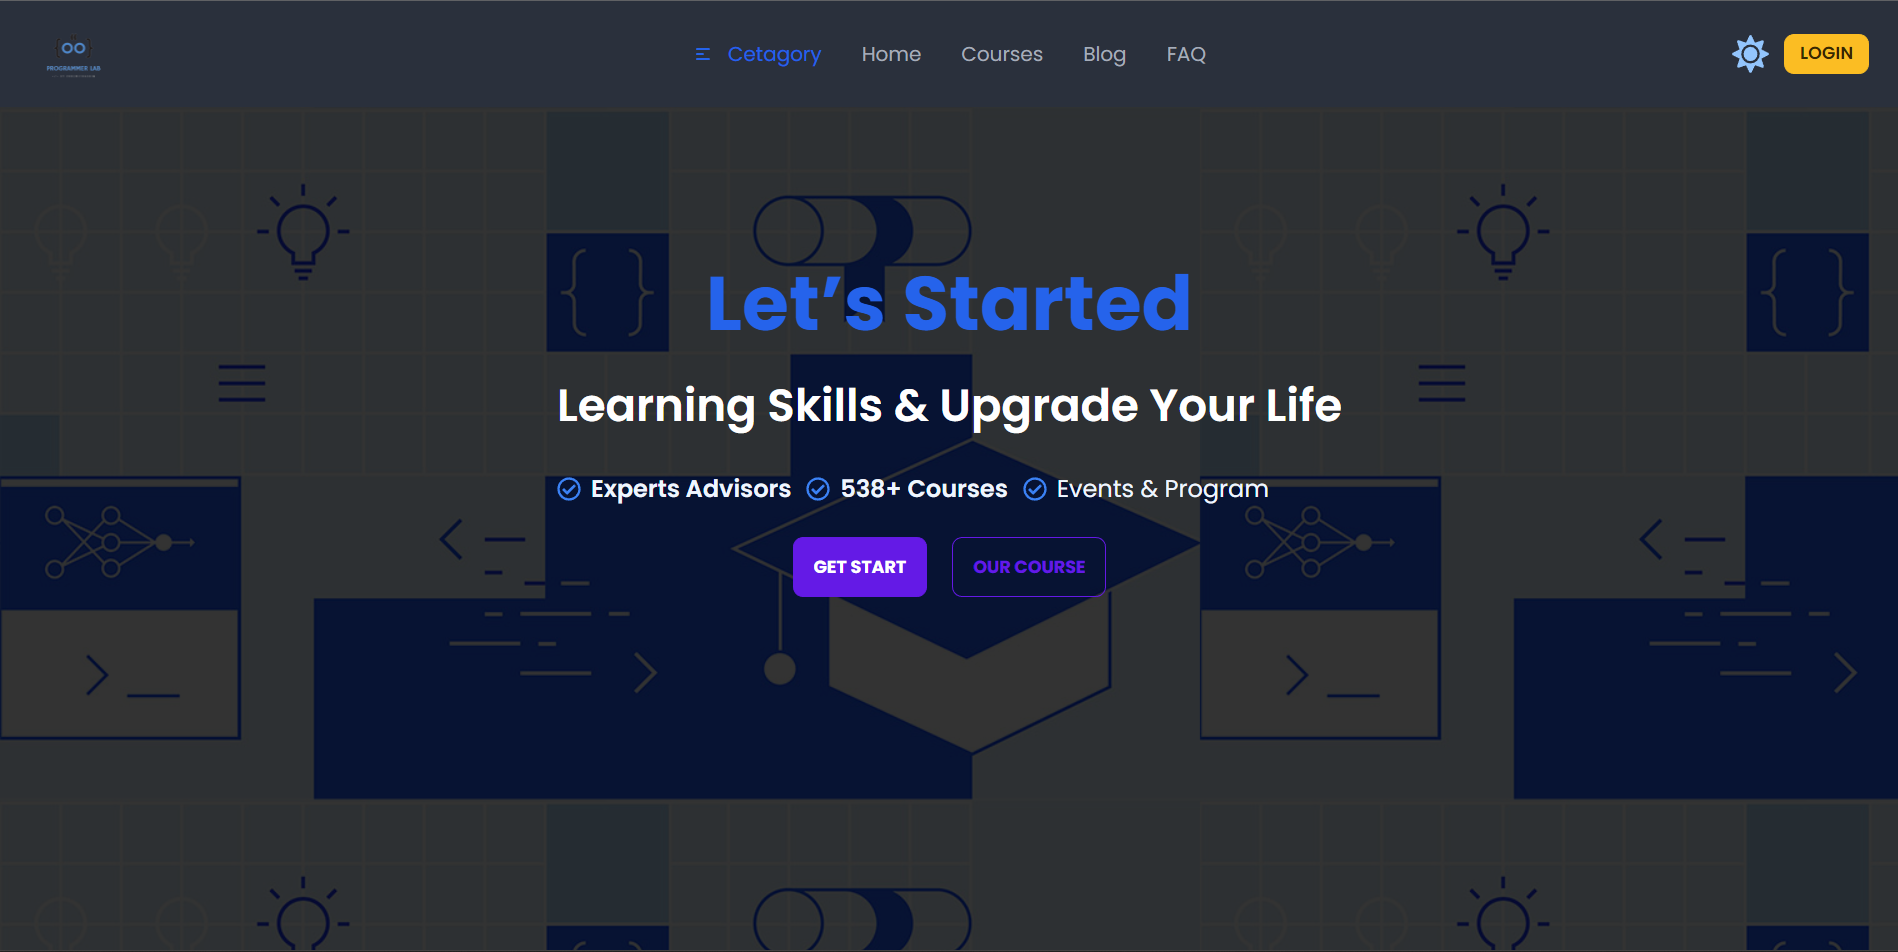 PROGRAMMER LAB
Cetagory
Home
Courses
Blog
FAQ
LOGIN
Let’s Started
Learning Skills & Upgrade Your Life
Experts Advisors 538+ Courses Events & Program
GET START
OUR COURSE